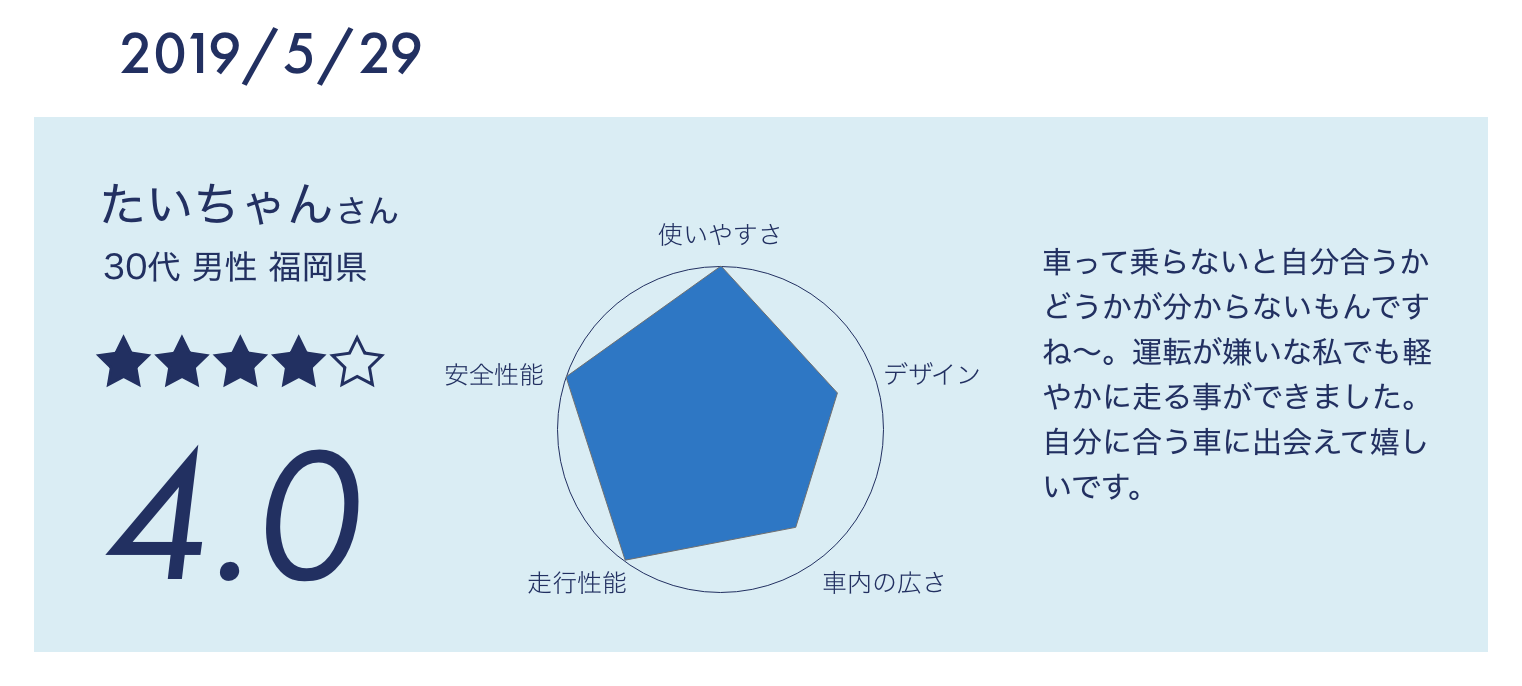 2019/5/29
たいちゃんさん
30代 男性 福岡県
★★★★☆
4.0
使いやすさ
安全性能
デザイン
走行性能
車内の広さ
車って乗らないと自分合うか
どうかが分からないもんです
ね〜。運転が嫌いな私でも軽
やかに走る事ができました。
自分に合う車に出会えて嬉し
いです。